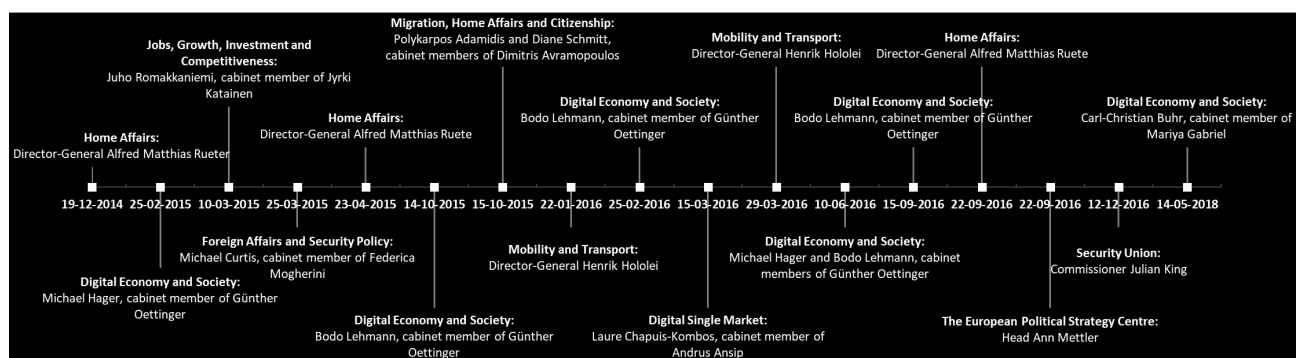 Migration, Home Affairs and Citizenship:
Polykarpos Adamidis and Diane Schmitt,
cabinet members of Dimitris Avramopoulos
Mobility and Transport:
Director-General Henrik Hololei
Home Affairs:
Director-General Alfred Matthias Ruete
Jobs, Growth, Investment and
Competitiveness:
Juho Romakkaniemi, cabinet member of Jyrki
Katainen
Digital Economy and Society:
Bodo Lehmann, cabinet member of Günther
Oettinger
Digital Economy and Society:
Bodo Lehmann, cabinet member of Günther
Oettinger
Digital Economy and Society:
Carl-Christian Buhr, cabinet member of
Mariya Gabriel
Home Affairs:
Director-General Alfred Matthias Ruete
Home Affairs:
Director-General Alfred Matthias Rueter
19-12-2014 25-02-2015 10-03-2015 25-03-2015 23-04-2015 14-10-2015 15-10-2015 22-01-2016 25-02-2016 15-03-2016 29-03-2016 10-06-2016 15-09-2016 22-09-2016 22-09-2016 12-12-2016 14-05-2018
Foreign Affairs and Security Policy:
Michael Curtis, cabinet member of Federica
Mogherini
Mobility and Transport:
Director-General Henrik Hololei
Digital Economy and Society:
Michael Hager and Bodo Lehmann, cabinet
members of Günther Oettinger
Security Union:
Commissioner Julian King
Digital Economy and Society:
Michael Hager, cabinet member of Günther
Oettinger
Digital Economy and Society:
Bodo Lehmann, cabinet member of Günther
Oettinger
Digital Single Market:
Laure Chapuis-Kombos, cabinet member of
Andrus Ansip
The European Political Strategy Centre:
Head Ann Mettler